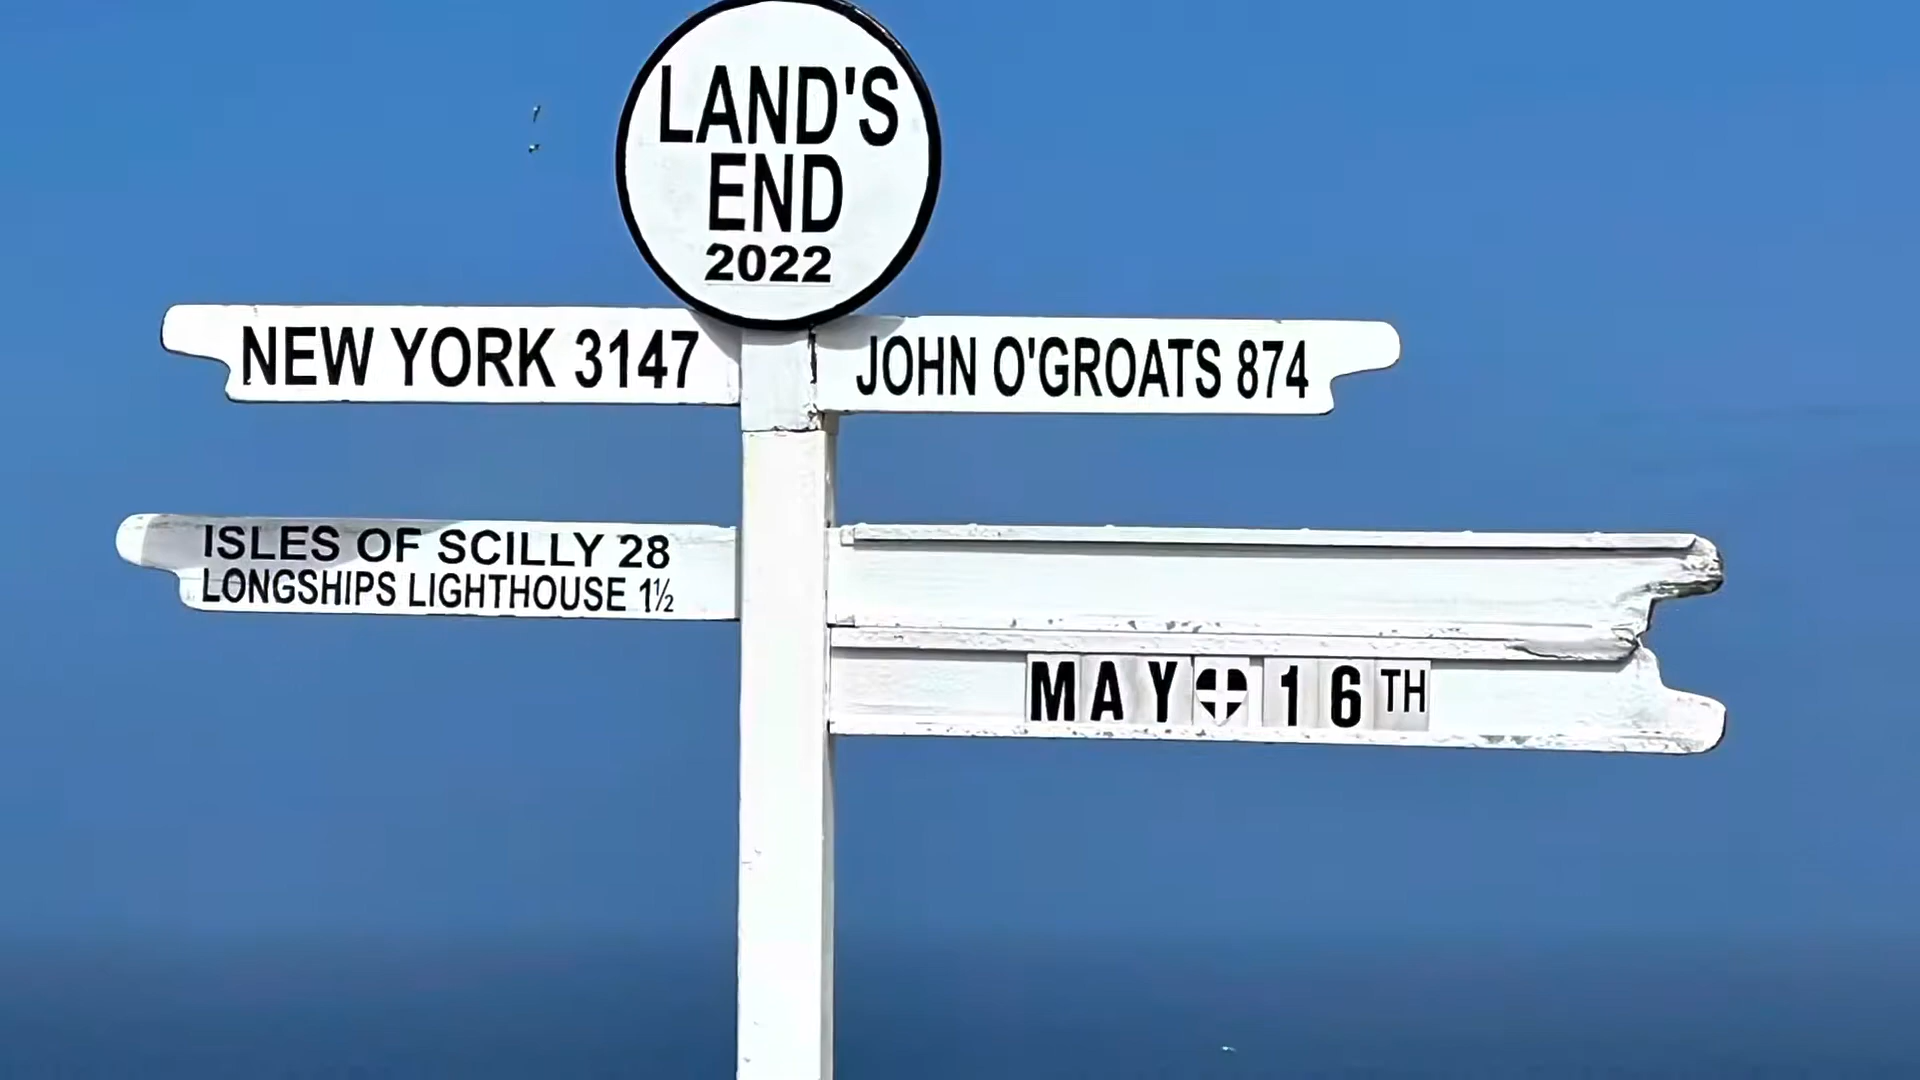 LAND'S
END
2022
NEW YORK 3147
JOHN O'GROATS 874
ISLES OF SCILLY 28
LONGSHIPS LIGHTHOUSE 1½
MAY 16TH